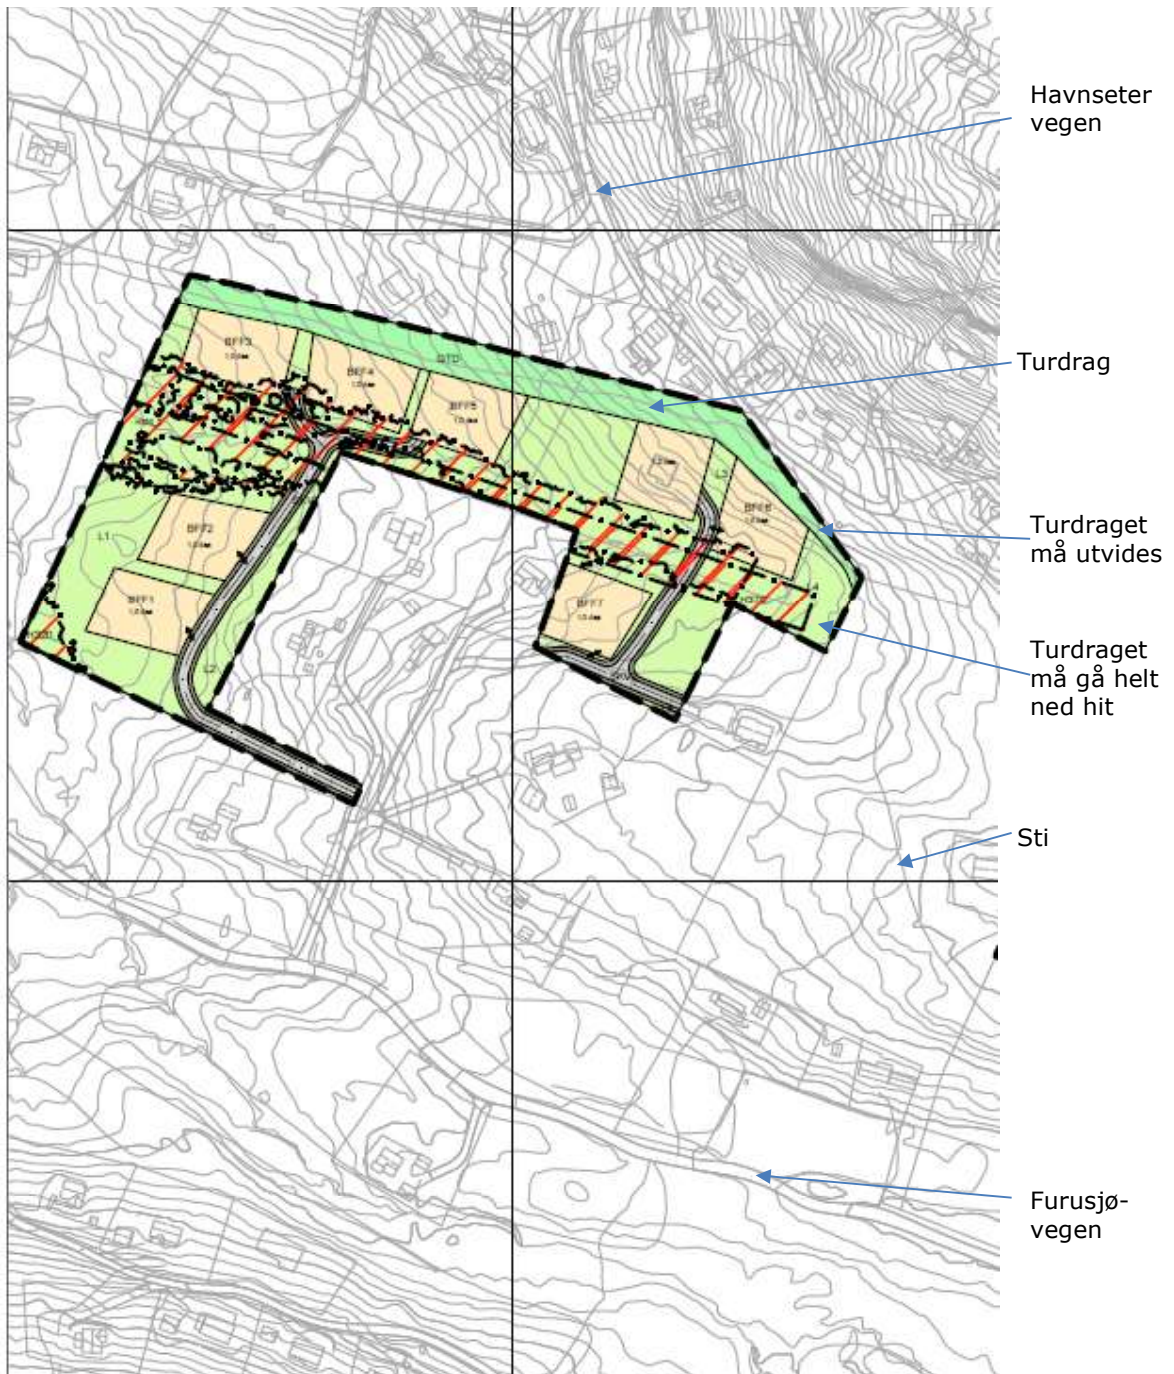 Havnseter
vegen
BFF3
BFF4
GTD
Turdrag
BFF5
L3
BFF6
Turdraget
må utvides
BFF2
L1
BFF1
BFF7
Turdraget
må gå helt
ned hit
L2
Sti
Furusjø-
vegen